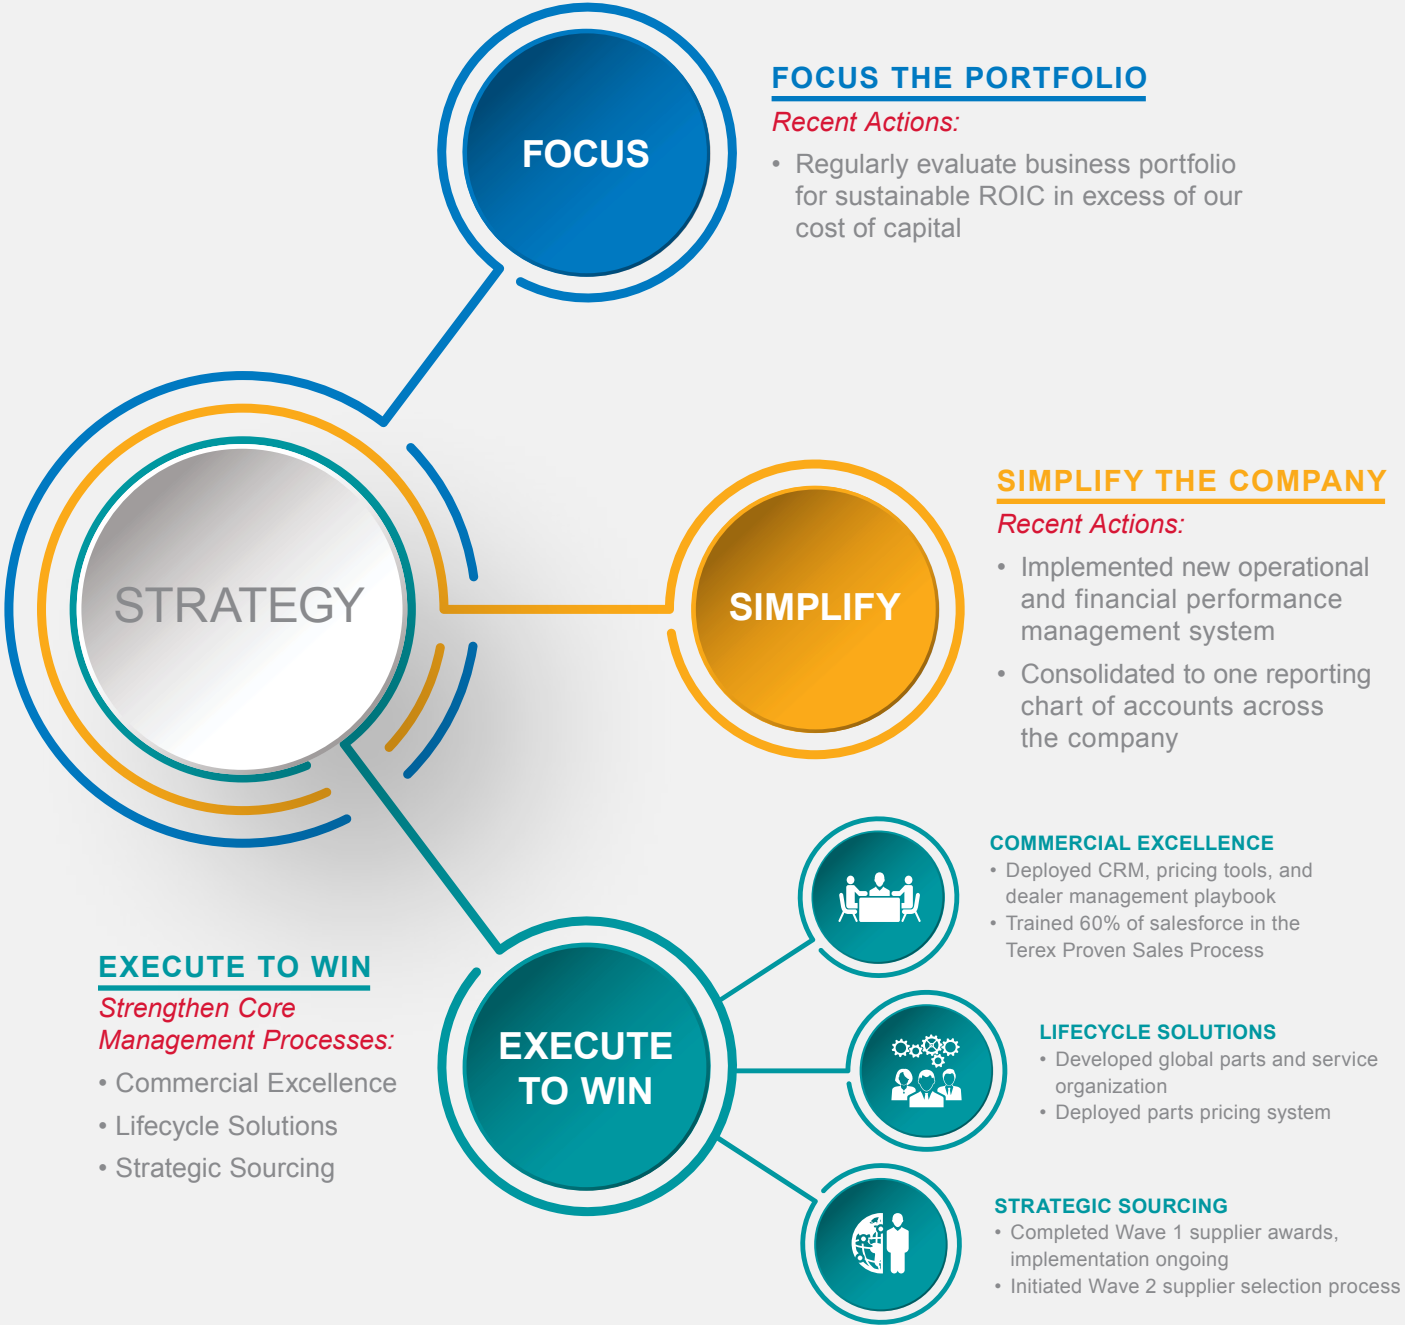 FOCUS
FOCUS THE PORTFOLIO
Recent Actions:
• Regularly evaluate business portfolio
for sustainable ROIC in excess of our
cost of capital
STRATEGY
SIMPLIFY
SIMPLIFY THE COMPANY
Recent Actions:
• Implemented new operational
and financial performance
management system
• Consolidated to one reporting
chart of accounts across
the company
EXECUTE TO WIN
Strengthen Core
Management Processes:
• Commercial Excellence
• Lifecycle Solutions
• Strategic Sourcing
EXECUTE
TO WIN
COMMERCIAL EXCELLENCE
• Deployed CRM, pricing tools, and
dealer management playbook
• Trained 60% of salesforce in the
Terex Proven Sales Process
LIFECYCLE SOLUTIONS
• Developed global parts and service
organization
• Deployed parts pricing system
STRATEGIC SOURCING
• Completed Wave 1 supplier awards,
implementation ongoing
• Initiated Wave 2 supplier selection process